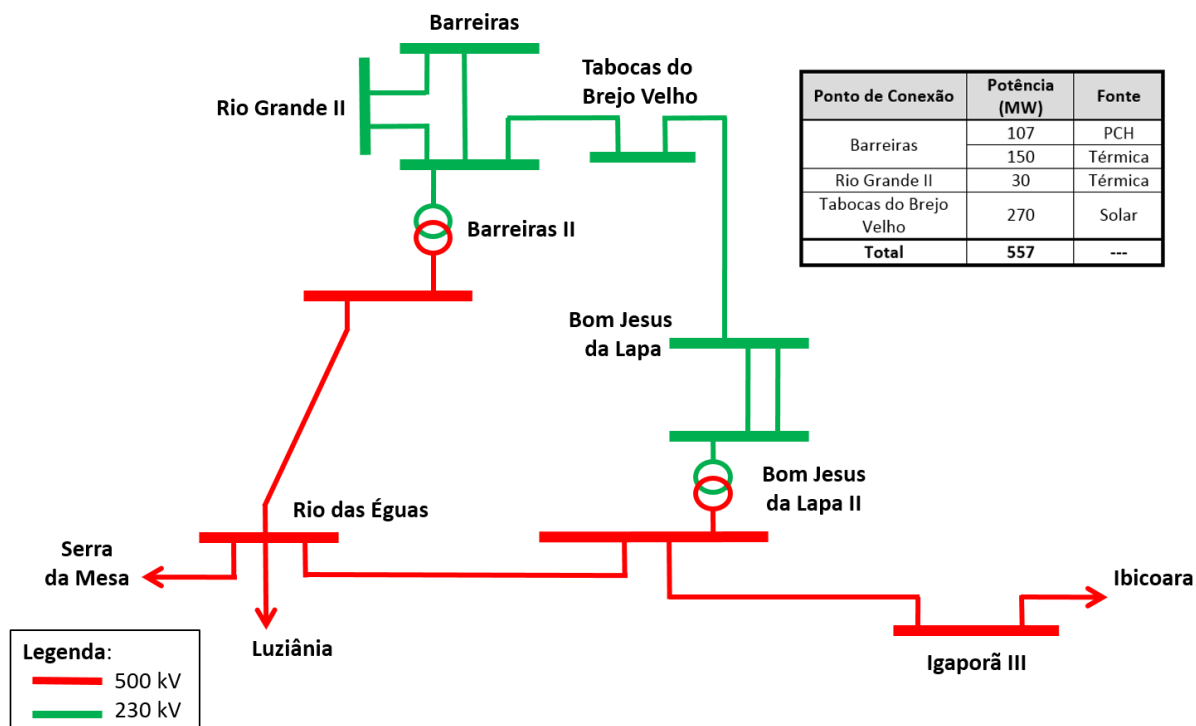 Barreiras
Tabocas do
Brejo Velho
Rio Grande II
Ponto de Conexão
Potência
(MW)
Fonte
Barreiras
107
PCH
150
Térmica
Rio Grande II
30
Térmica
Tabocas do Brejo
Velho
270
Solar
Total
557
---
Barreiras II
Bom Jesus
da Lapa
Bom Jesus
da Lapa II
Rio das Éguas
Serra
da Mesa
Ibicoara
Luziânia
Igaporã III
Legenda:
500 kV
230 kV